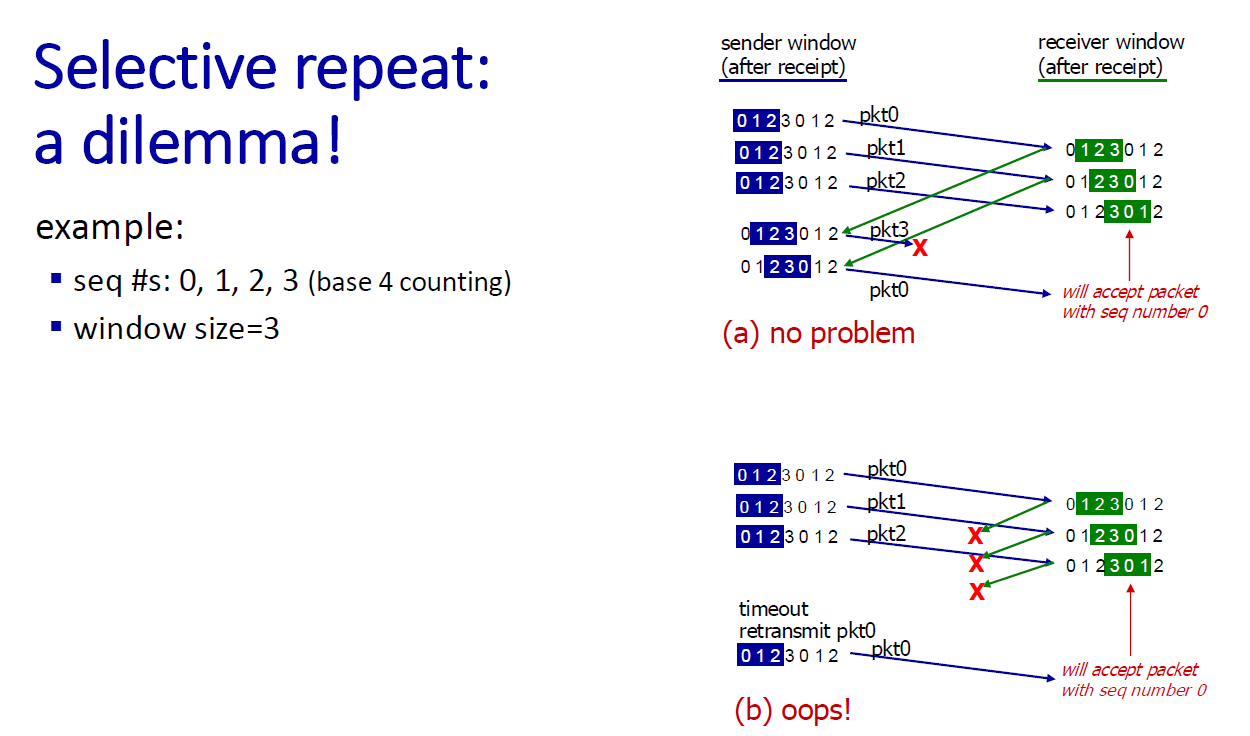 Selective repeat:
a dilemma!
example:
▪ seq #s: 0, 1, 2, 3 (base 4 counting)
▪ window size=3
sender window
(after receipt)
receiver window
(after receipt)
0 1 2 3 0 1 2
pkt0
0 1 2 3 0 1 2
pkt1
0 1 2 3 0 1 2
pkt2
0 1 2 3 0 1 2
0 1 2 3 0 1 2
0 1 2 3 0 1 2
0 1 2 3 0 1 2
pkt3
X
0 1 2 3 0 1 2
pkt0
will accept packet
with seq number 0
(a) no problem
0 1 2 3 0 1 2
pkt0
0 1 2 3 0 1 2
pkt1
0 1 2 3 0 1 2
pkt2
X
X
X
0 1 2 3 0 1 2
0 1 2 3 0 1 2
0 1 2 3 0 1 2
timeout
retransmit pkt0
0 1 2 3 0 1 2
pkt0
will accept packet
with seq number 0
(b) oops!